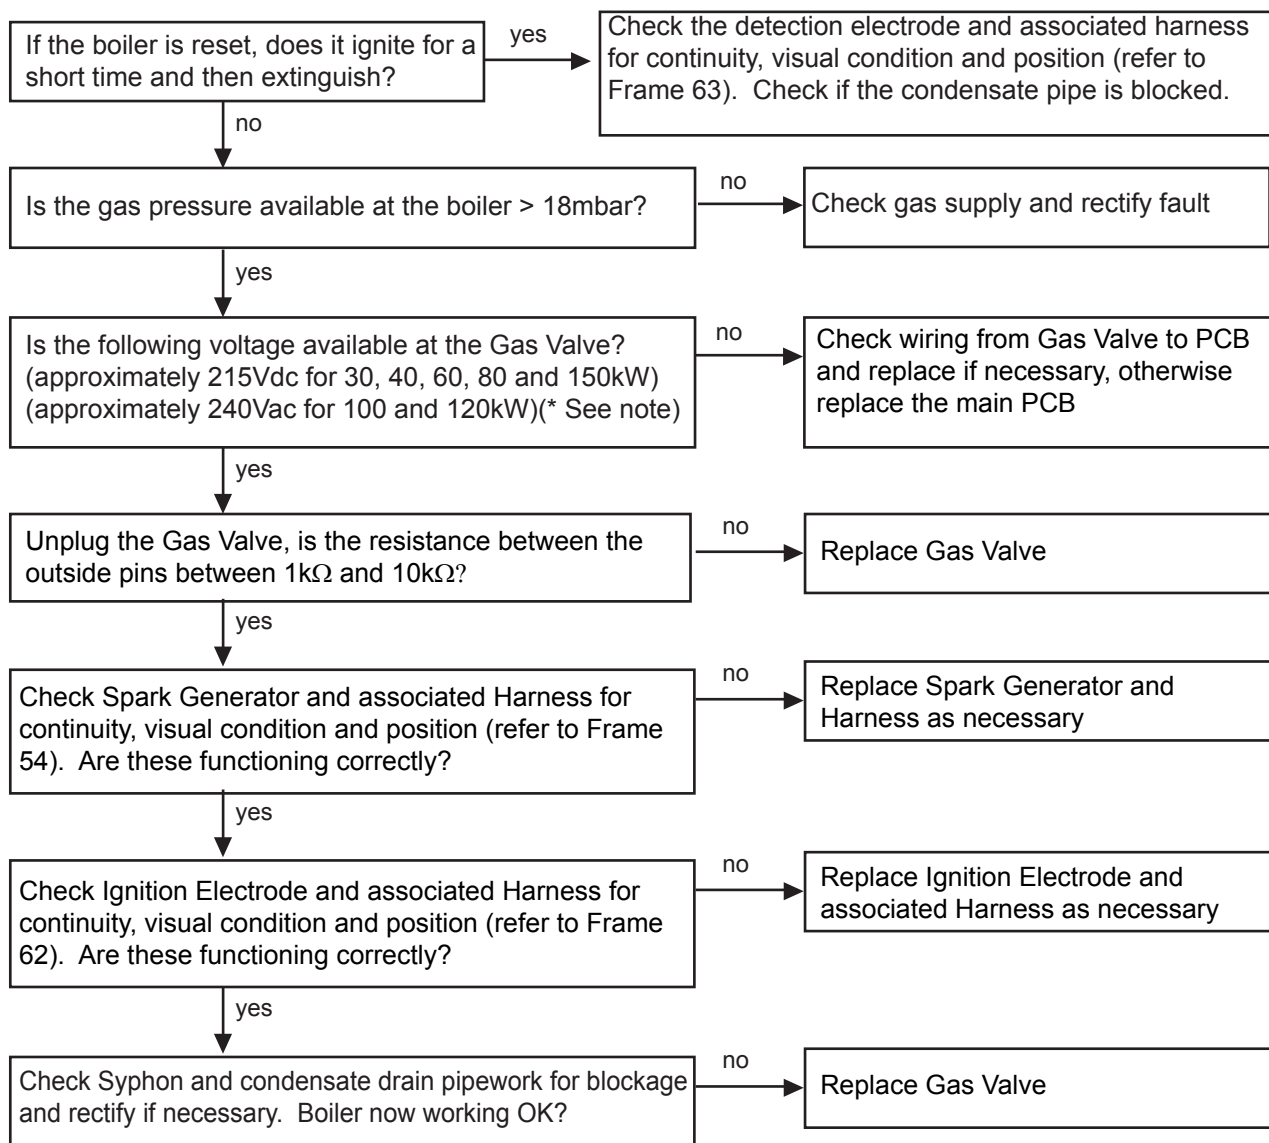 If the boiler is reset, does it ignite for a
short time and then extinguish?
yes
Check the detection electrode and associated harness
for continuity, visual condition and position (refer to
Frame 63).  Check if the condensate pipe is blocked.
no
Is the gas pressure available at the boiler > 18mbar?
no
Check gas supply and rectify fault
yes
Is the following voltage available at the Gas Valve?
(approximately 215Vdc for 30, 40, 60, 80 and 150kW)
(approximately 240Vac for 100 and 120kW)(* See note)
no
Check wiring from Gas Valve to PCB
and replace if necessary, otherwise
replace the main PCB
yes
Unplug the Gas Valve, is the resistance between the
outside pins between 1kΩ and 10kΩ?
no
Replace Gas Valve
yes
Check Spark Generator and associated Harness for
continuity, visual condition and position (refer to Frame
54).  Are these functioning correctly?
no
Replace Spark Generator and
Harness as necessary
yes
Check Ignition Electrode and associated Harness for
continuity, visual condition and position (refer to Frame
62).  Are these functioning correctly?
no
Replace Ignition Electrode and
associated Harness as necessary
yes
Check Syphon and condensate drain pipework for blockage
and rectify if necessary.  Boiler now working OK?
no
Replace Gas Valve